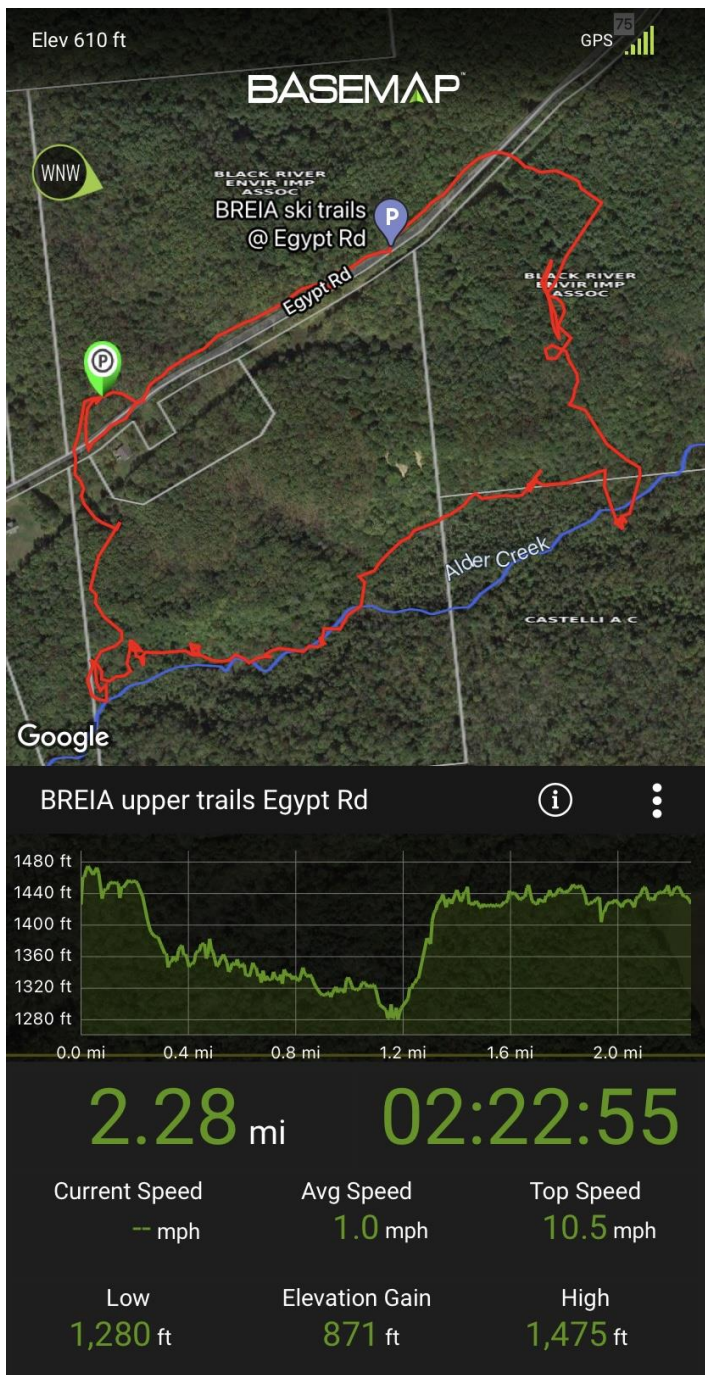 75
Elev 610 ft
GPS
BASEMAP™
WNW
BLACK RIVER
ENVIR IMP
ASSOC
BREIA ski trails
@ Egypt Rd
P
Egypt Rd
BLACK RIVER
ENVIR IMP
ASSOC
P
Alder Creek
CASTELLI A C
Google
BREIA upper trails Egypt Rd
1480 ft
1440 ft
1400 ft
1360 ft
1320 ft
1280 ft
0.0 mi 0.4 mi 0.8 mi 1.2 mi 1.6 mi 2.0 mi
2.28 mi 02:22:55
Current Speed Avg Speed Top Speed
-- mph 1.0 mph 10.5 mph
Low Elevation Gain High
1,280 ft 871 ft 1,475 ft